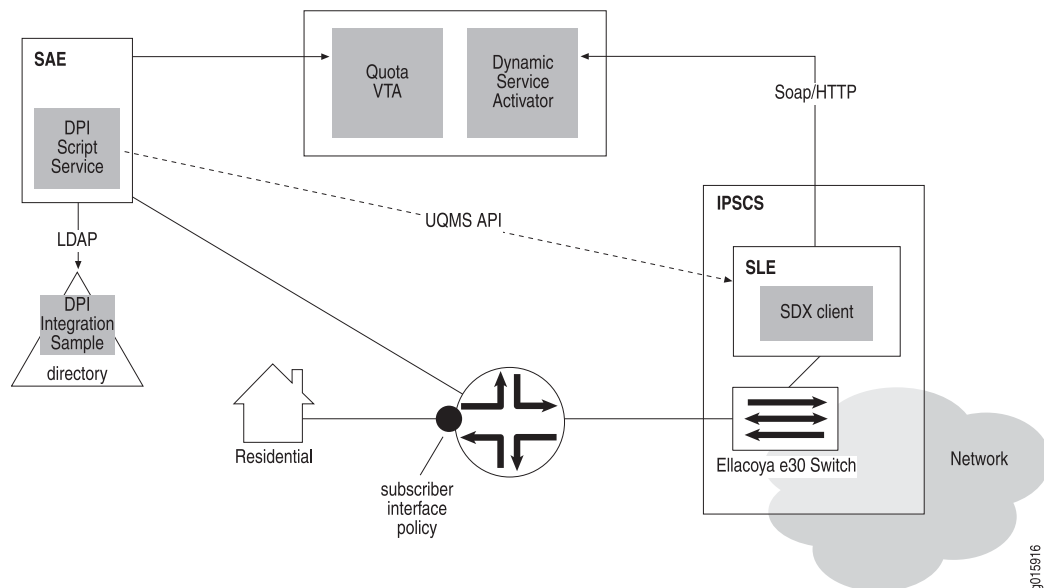 SAE
DPI
Script
Service
Quota
VTA
Dynamic
Service
Activator
Soap/HTTP
LDAP
DPI
Integration
Sample
directory
UQMS API
IPSCS
SLE
SDX client
Residential
subscriber
interface
policy
Ellacoya e30 Switch
Network
g015916